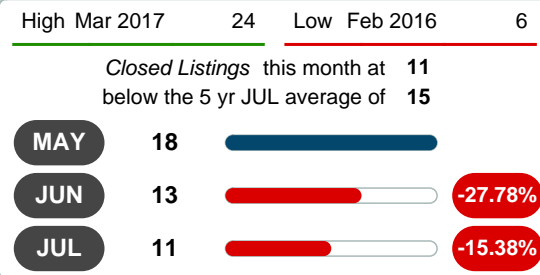 High Mar 2017 24 Low Feb 2016 6
Closed Listings this month at 11
below the 5 yr JUL average of 15
MAY 18
JUN 13 -27.78%
JUL 11 -15.38%